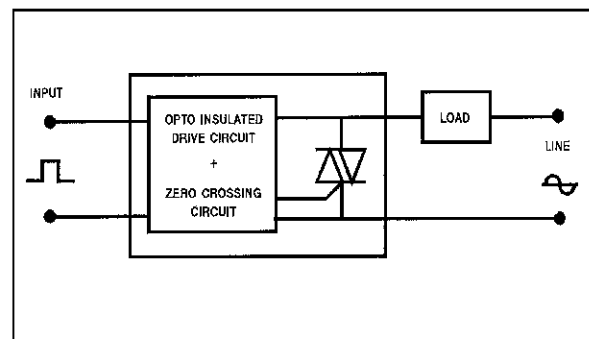 INPUT
OPTO INSULATED
DRIVE CIRCUIT
+
ZERO CROSSING
CIRCUIT
LOAD
LINE